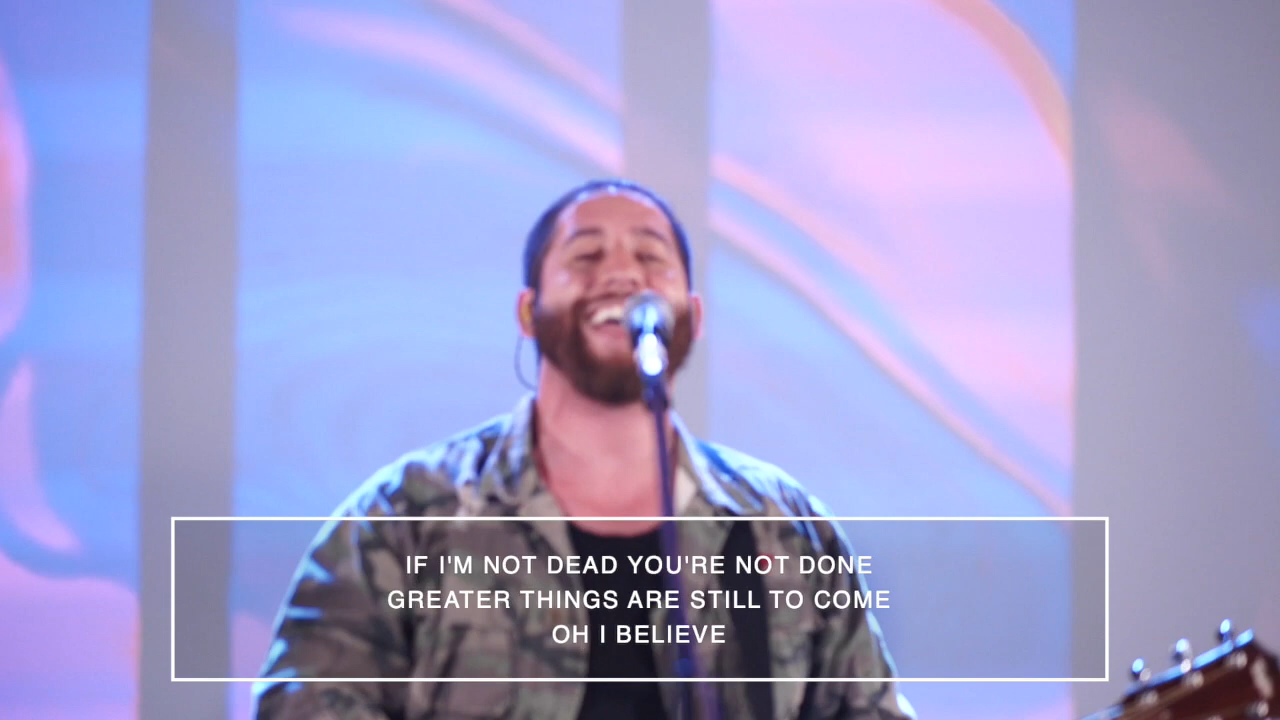 IF I'M NOT DEAD YOU'RE NOT DONE
GREATER THINGS ARE STILL TO COME
OH I BELIEVE